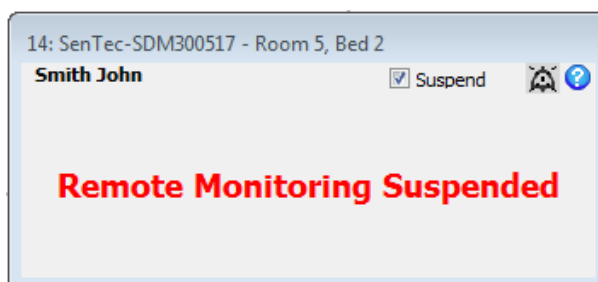 14: SenTec-SDM300517 - Room 5, Bed 2
Smith John Suspend ?
Remote Monitoring Suspended